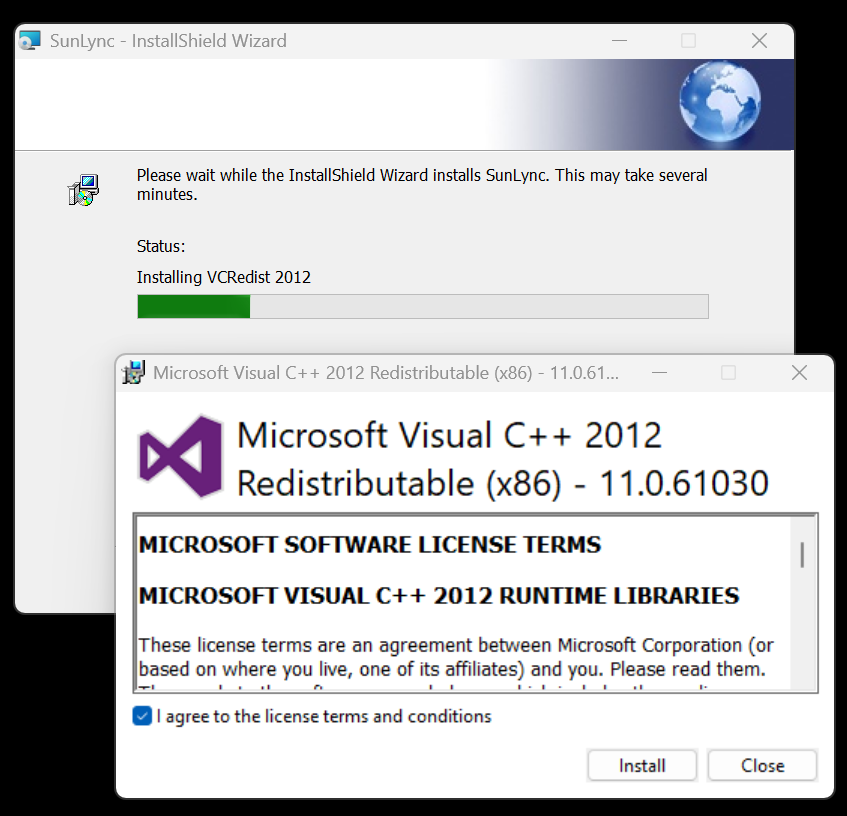 SunLync - InstallShield Wizard
Please wait while the InstallShield Wizard installs SunLync. This may take several
minutes.
Status:
Installing VCRedist 2012
Microsoft Visual C++ 2012 Redistributable (x86) - 11.0.61...
Microsoft Visual C++ 2012
Redistributable (x86) - 11.0.61030
MICROSOFT SOFTWARE LICENSE TERMS
MICROSOFT VISUAL C++ 2012 RUNTIME LIBRARIES
These license terms are an agreement between Microsoft Corporation (or
based on where you live, one of its affiliates) and you. Please read them.
I agree to the license terms and conditions
Install
Close